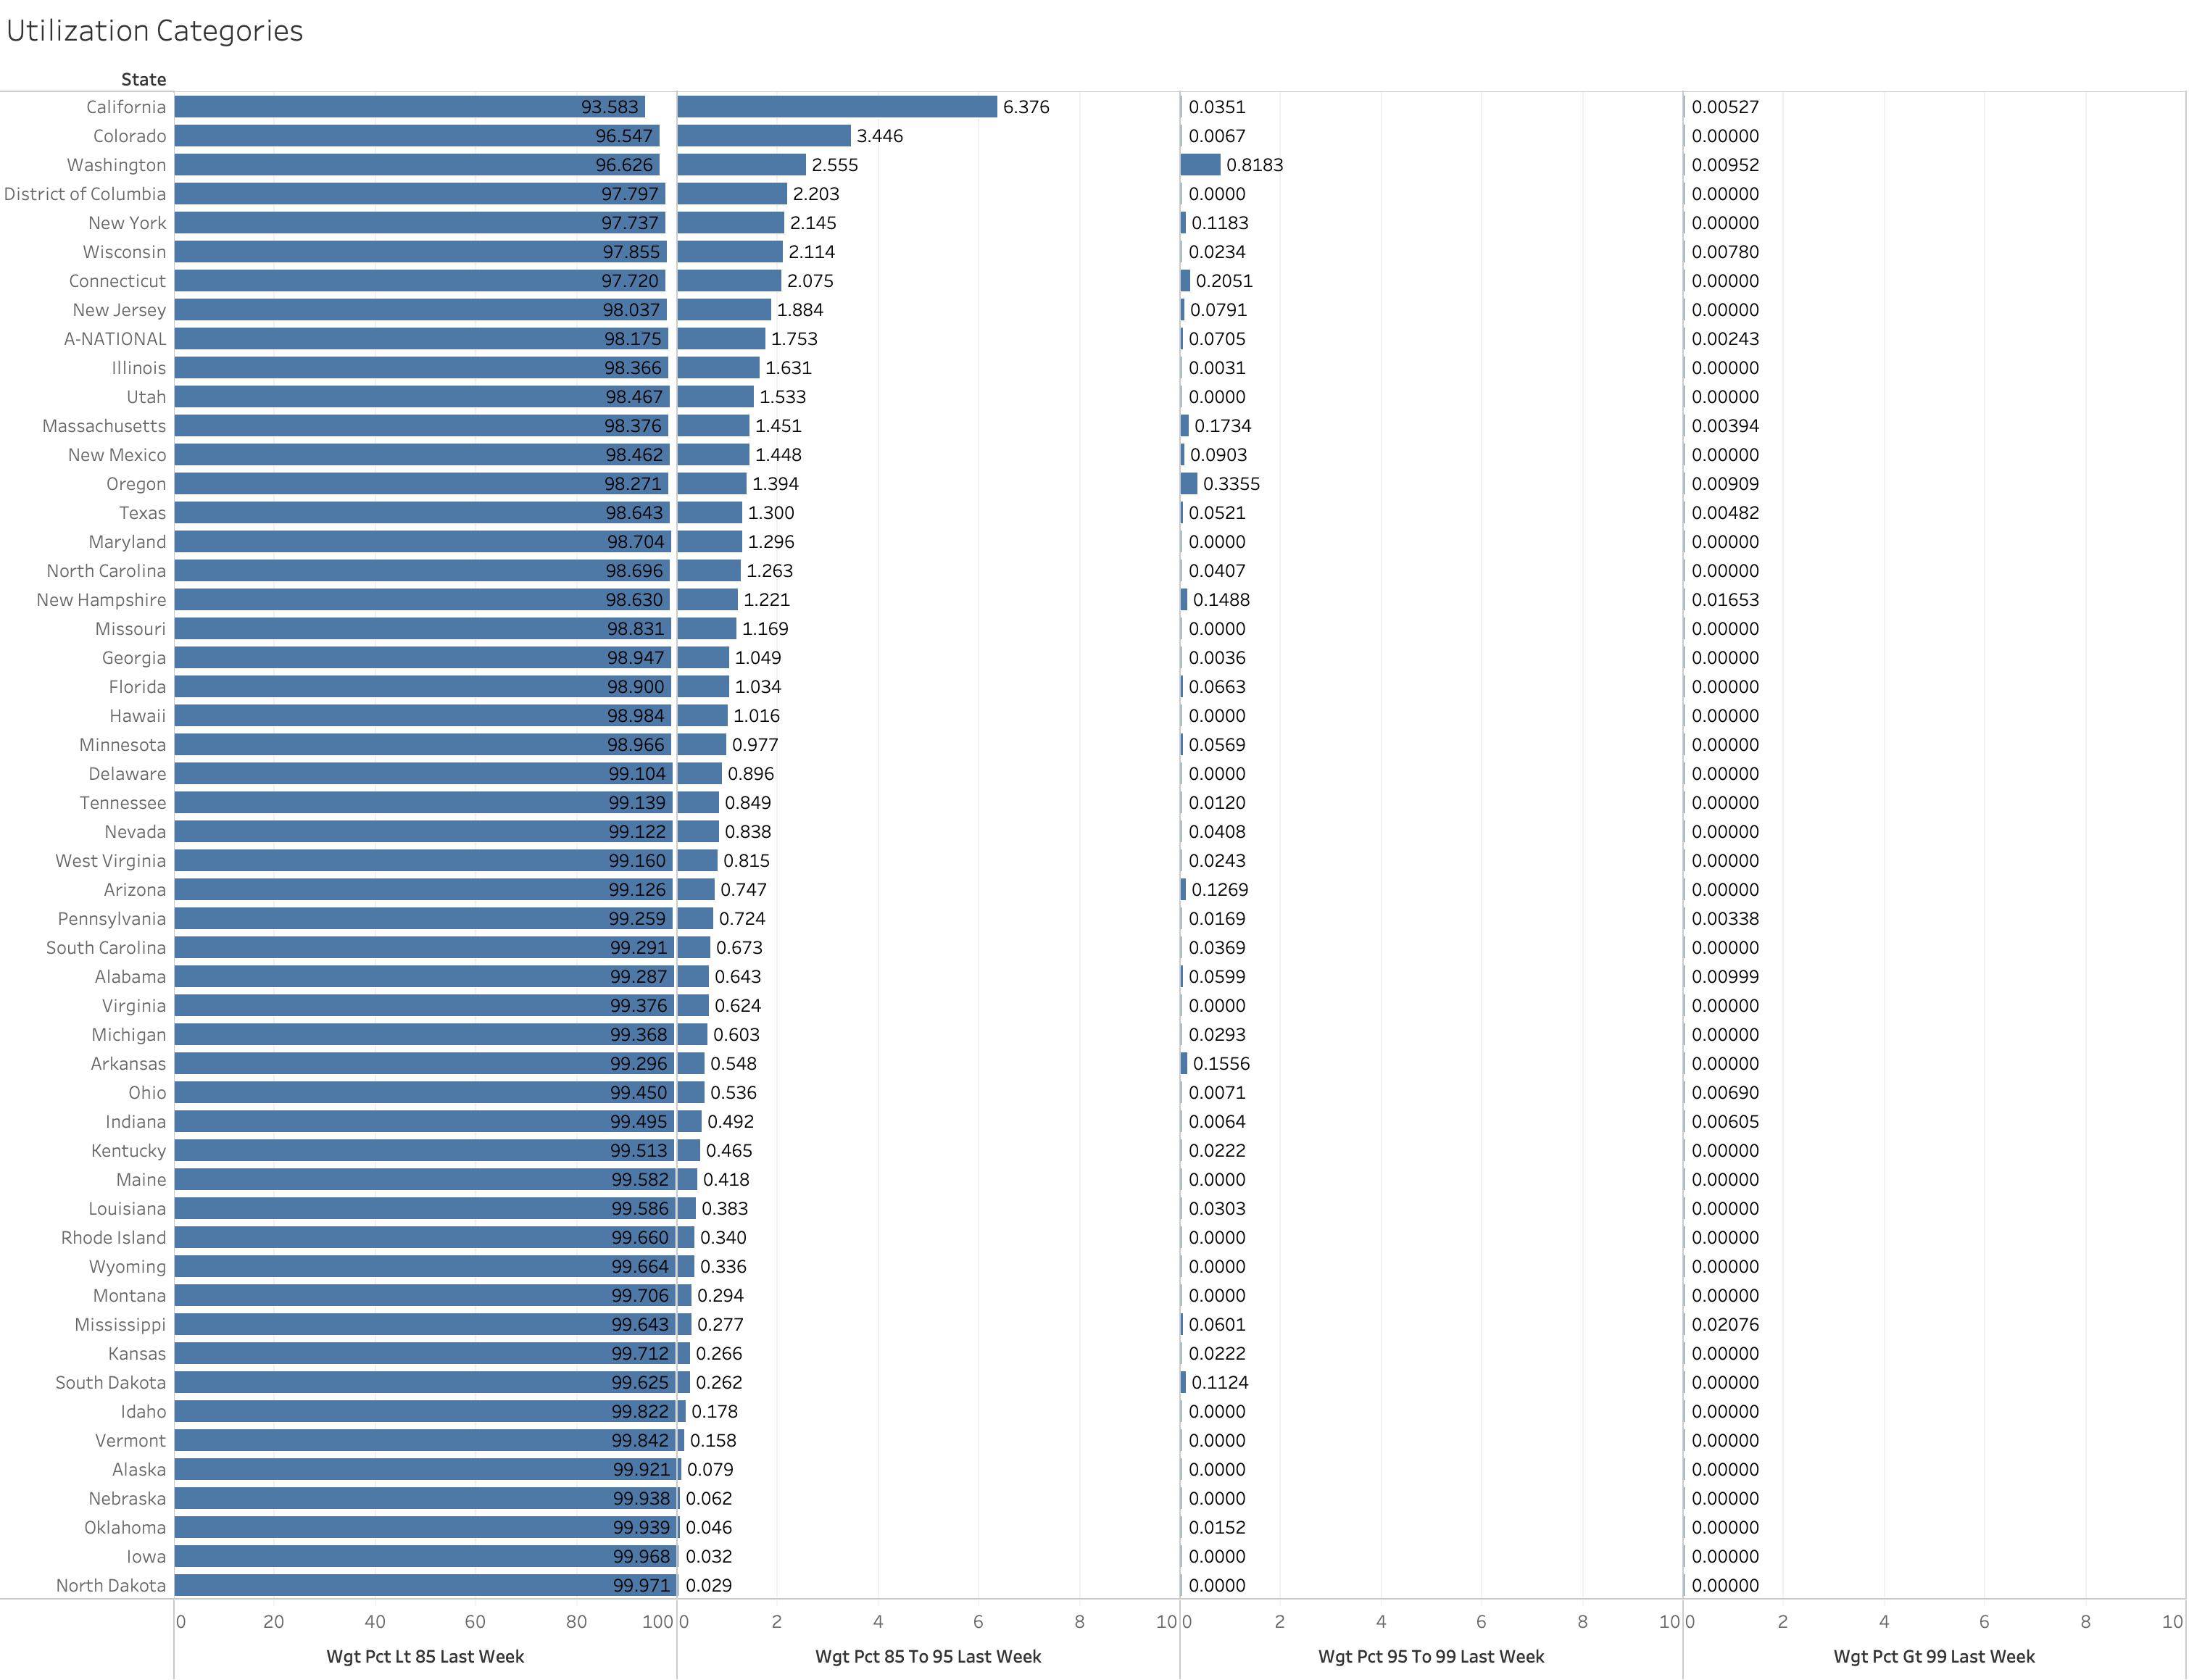 Utilization Categories
State
California 93.583 6.376 0.0351 0.00527
Colorado 96.547 3.446 0.0067 0.00000
Washington 96.626 2.555 0.8183 0.00952
District of Columbia 97.797 2.203 0.0000 0.00000
New York 97.737 2.145 0.1183 0.00000
Wisconsin 97.855 2.114 0.0234 0.00780
Connecticut 97.720 2.075 0.2051 0.00000
New Jersey 98.037 1.884 0.0791 0.00000
A-NATIONAL 98.175 1.753 0.0705 0.00243
Illinois 98.366 1.631 0.0031 0.00000
Utah 98.467 1.533 0.0000 0.00000
Massachusetts 98.376 1.451 0.1734 0.00394
New Mexico 98.462 1.448 0.0903 0.00000
Oregon 98.271 1.394 0.3355 0.00909
Texas 98.643 1.300 0.0521 0.00482
Maryland 98.704 1.296 0.0000 0.00000
North Carolina 98.696 1.263 0.0407 0.00000
New Hampshire 98.630 1.221 0.1488 0.01653
Missouri 98.831 1.169 0.0000 0.00000
Georgia 98.947 1.049 0.0036 0.00000
Florida 98.900 1.034 0.0663 0.00000
Hawaii 98.984 1.016 0.0000 0.00000
Minnesota 98.966 0.977 0.0569 0.00000
Delaware 99.104 0.896 0.0000 0.00000
Tennessee 99.139 0.849 0.0120 0.00000
Nevada 99.122 0.838 0.0408 0.00000
West Virginia 99.160 0.815 0.0243 0.00000
Arizona 99.126 0.747 0.1269 0.00000
Pennsylvania 99.259 0.724 0.0169 0.00338
South Carolina 99.291 0.673 0.0369 0.00000
Alabama 99.287 0.643 0.0599 0.00999
Virginia 99.376 0.624 0.0000 0.00000
Michigan 99.368 0.603 0.0293 0.00000
Arkansas 99.296 0.548 0.1556 0.00000
Ohio 99.450 0.536 0.0071 0.00690
Indiana 99.495 0.492 0.0064 0.00605
Kentucky 99.513 0.465 0.0222 0.00000
Maine 99.582 0.418 0.0000 0.00000
Louisiana 99.586 0.383 0.0303 0.00000
Rhode Island 99.660 0.340 0.0000 0.00000
Wyoming 99.664 0.336 0.0000 0.00000
Montana 99.706 0.294 0.0000 0.00000
Mississippi 99.643 0.277 0.0601 0.02076
Kansas 99.712 0.266 0.0222 0.00000
South Dakota 99.625 0.262 0.1124 0.00000
Idaho 99.822 0.178 0.0000 0.00000
Vermont 99.842 0.158 0.0000 0.00000
Alaska 99.921 0.079 0.0000 0.00000
Nebraska 99.938 0.062 0.0000 0.00000
Oklahoma 99.939 0.046 0.0152 0.00000
Iowa 99.968 0.032 0.0000 0.00000
North Dakota 99.971 0.029 0.0000 0.00000
0 20 40 60 80 100 0 2 4 6 8 10 0 2 4 6 8 10 0 2 4 6 8 10
Wgt Pct Lt 85 Last Week Wgt Pct 85 To 95 Last Week Wgt Pct 95 To 99 Last Week Wgt Pct Gt 99 Last Week